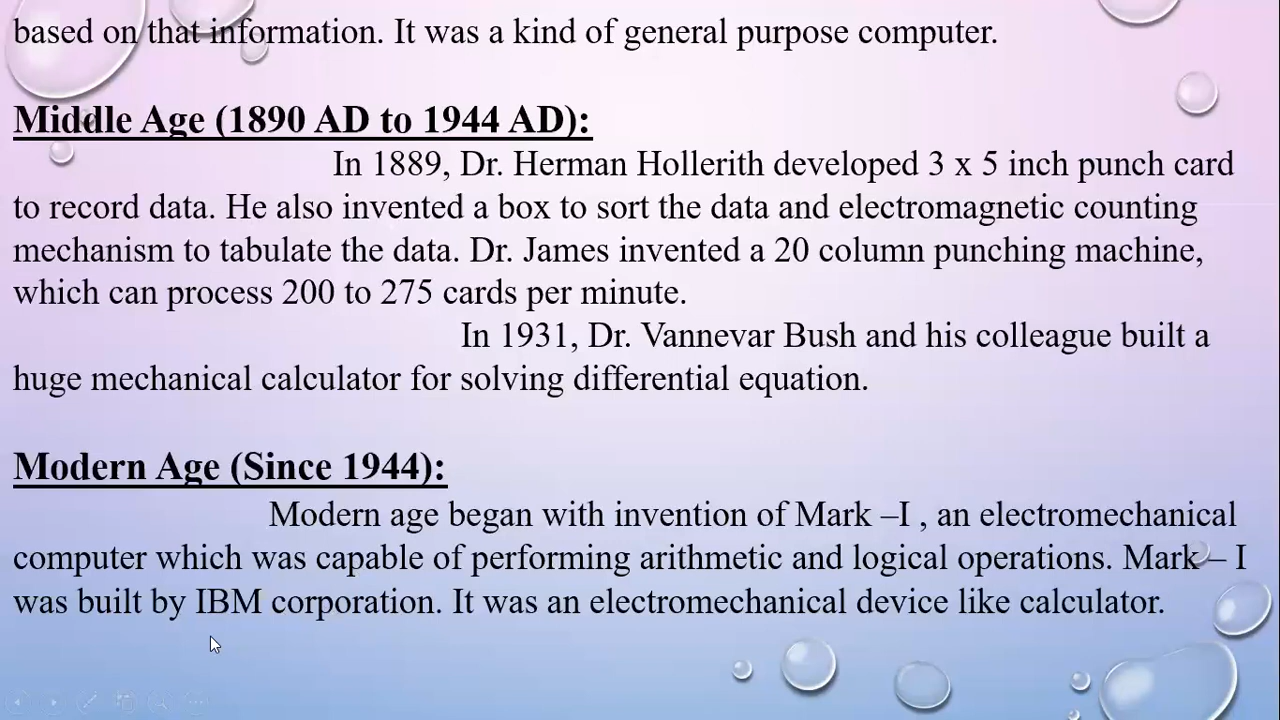 based on that information. It was a kind of general purpose computer.
Middle Age (1890 AD to 1944 AD):
In 1889, Dr. Herman Hollerith developed 3 x 5 inch punch card
to record data. He also invented a box to sort the data and electromagnetic counting
mechanism to tabulate the data. Dr. James invented a 20 column punching machine,
which can process 200 to 275 cards per minute.
In 1931, Dr. Vannevar Bush and his colleague built a
huge mechanical calculator for solving differential equation.
Modern Age (Since 1944):
Modern age began with invention of Mark –I , an electromechanical
computer which was capable of performing arithmetic and logical operations. Mark – I
was built by IBM corporation. It was an electromechanical device like calculator.